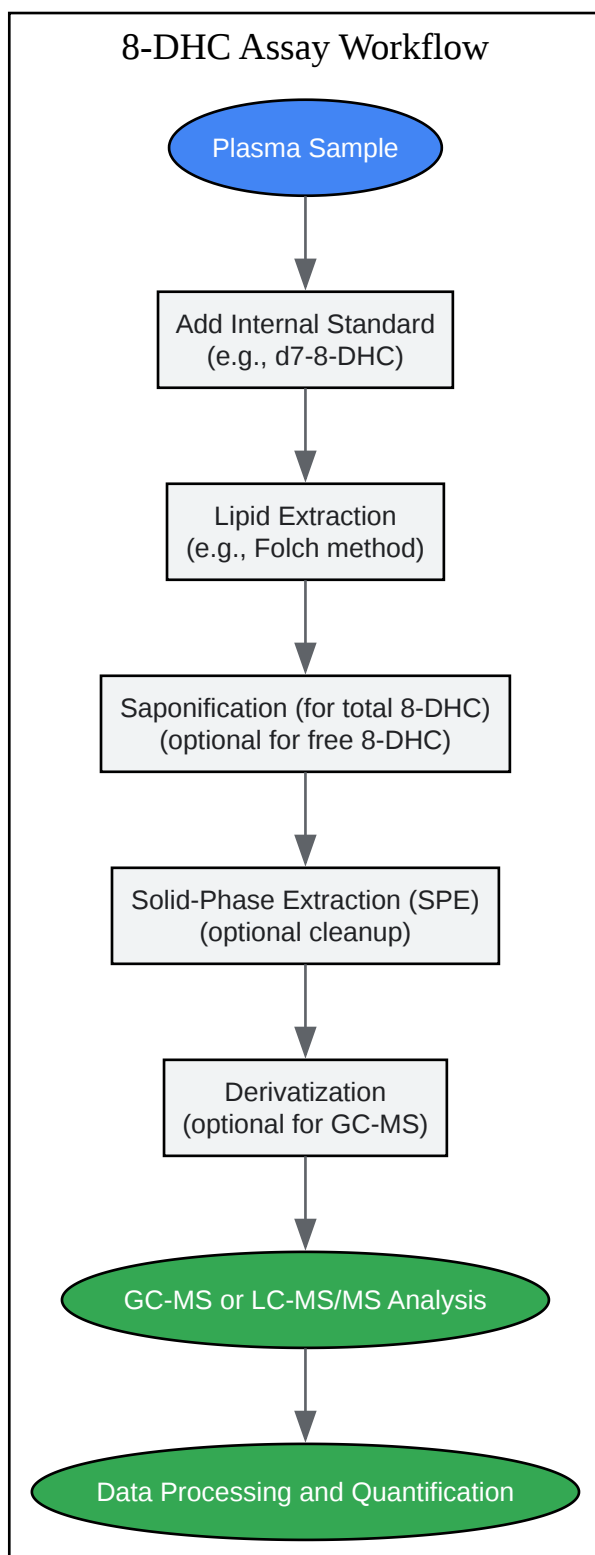 8-DHC Assay Workflow
Plasma Sample
Add Internal Standard
(e.g., d7-8-DHC)
Lipid Extraction
(e.g., Folch method)
Saponification (for total 8-DHC)
(optional for free 8-DHC)
Solid-Phase Extraction (SPE)
(optional cleanup)
Derivatization
(optional for GC-MS)
GC-MS or LC-MS/MS Analysis
Data Processing and Quantification